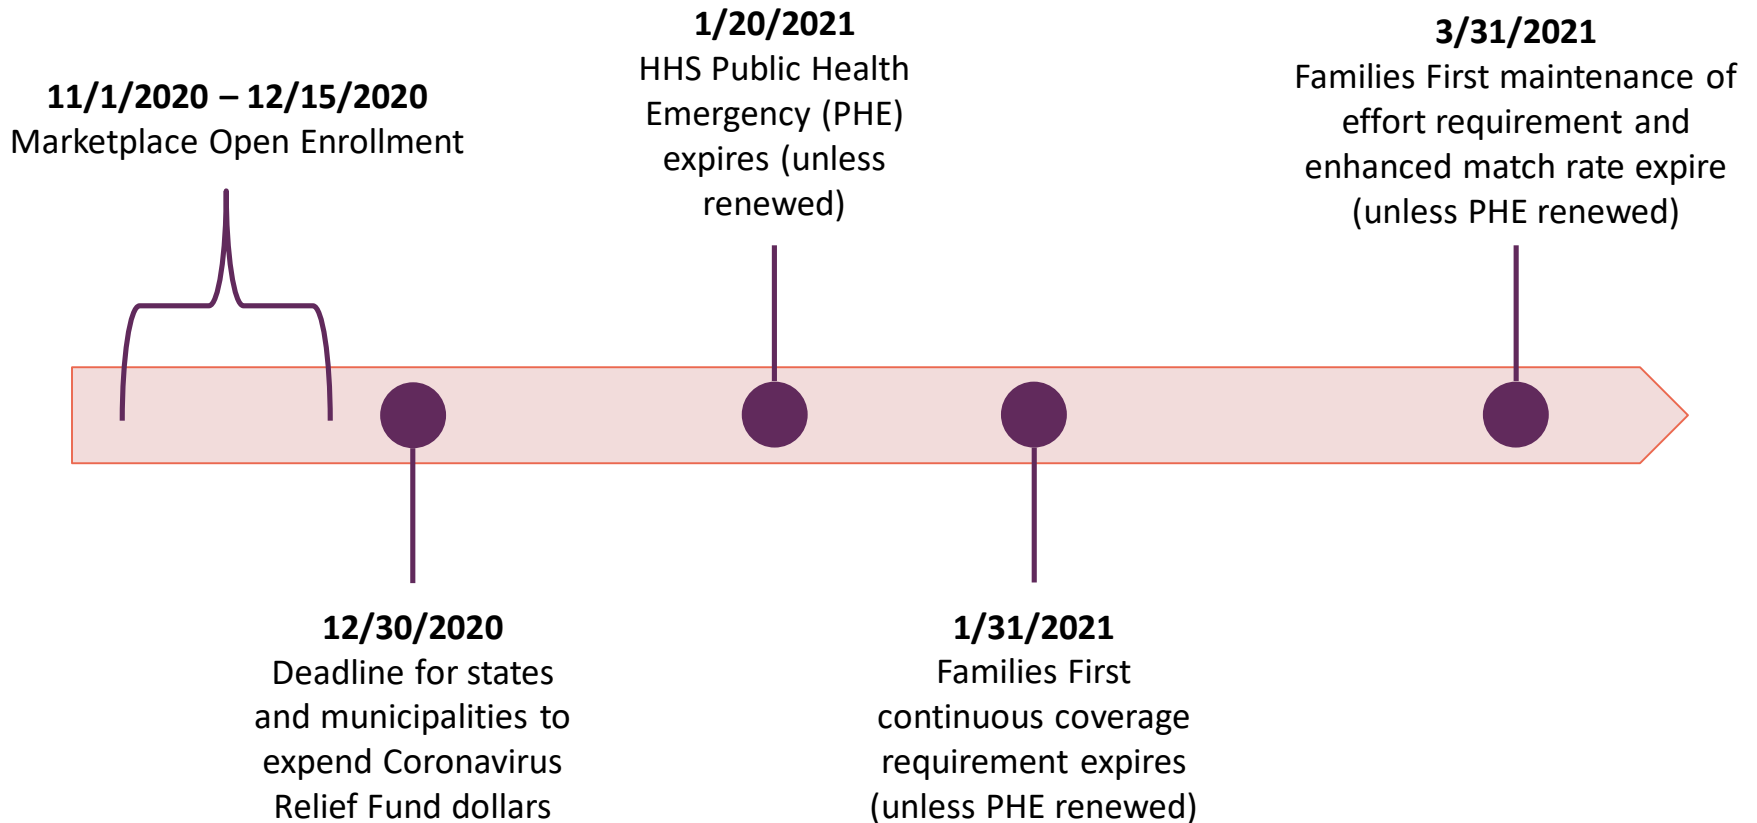 11/1/2020 – 12/15/2020
Marketplace Open Enrollment
1/20/2021
HHS Public Health
Emergency (PHE)
expires (unless
renewed)
3/31/2021
Families First maintenance of
effort requirement and
enhanced match rate expire
(unless PHE renewed)
12/30/2020
Deadline for states
and municipalities to
expend Coronavirus
Relief Fund dollars
1/31/2021
Families First
continuous coverage
requirement expires
(unless PHE renewed)